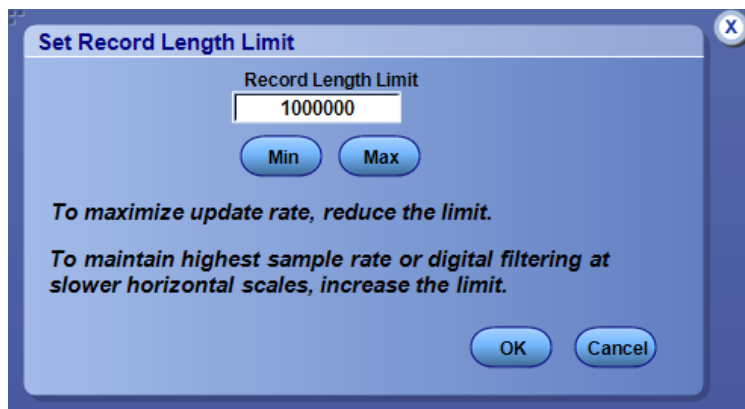 Set Record Length Limit
X
Record Length Limit
1000000
Min Max
To maximize update rate, reduce the limit.
To maintain highest sample rate or digital filtering at
slower horizontal scales, increase the limit.
OK Cancel